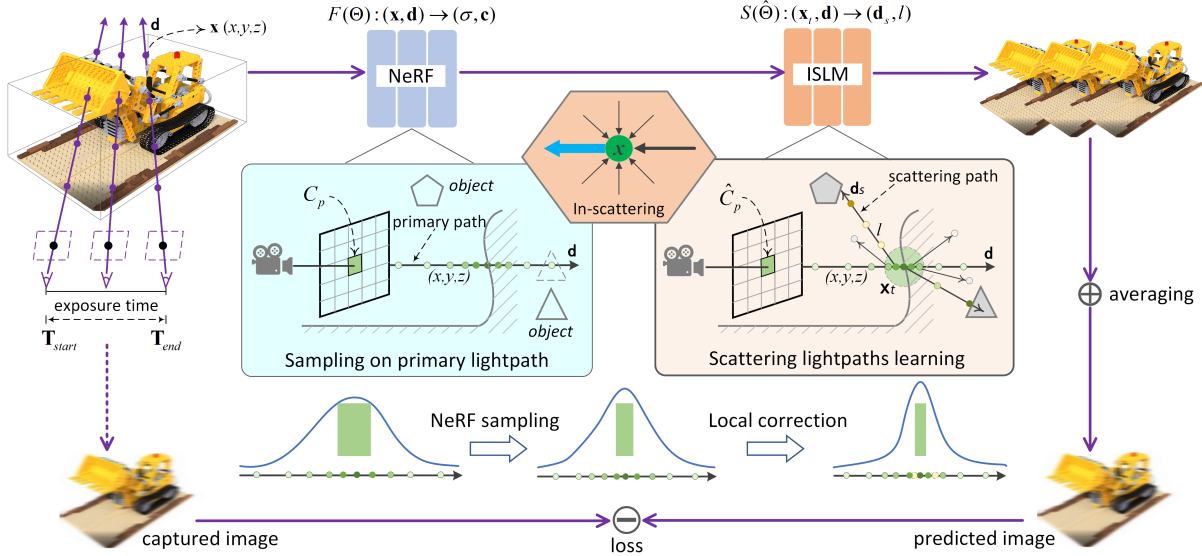 F(Θ) : (x, d) → (σ, c)
S(Θ̂) : (x_t, d) → (d_s, l)
d
x (x,y,z)
NeRF
ISLM
x
In-scattering
C_p
object
primary path
d
(x,y,z)
object
Sampling on primary lightpath
Ĉ_p
d_s
scattering path
l
d
(x,y,z)
x_t
Scattering lightpaths learning
exposure time
T_start
T_end
averaging
NeRF sampling
Local correction
captured image
loss
predicted image